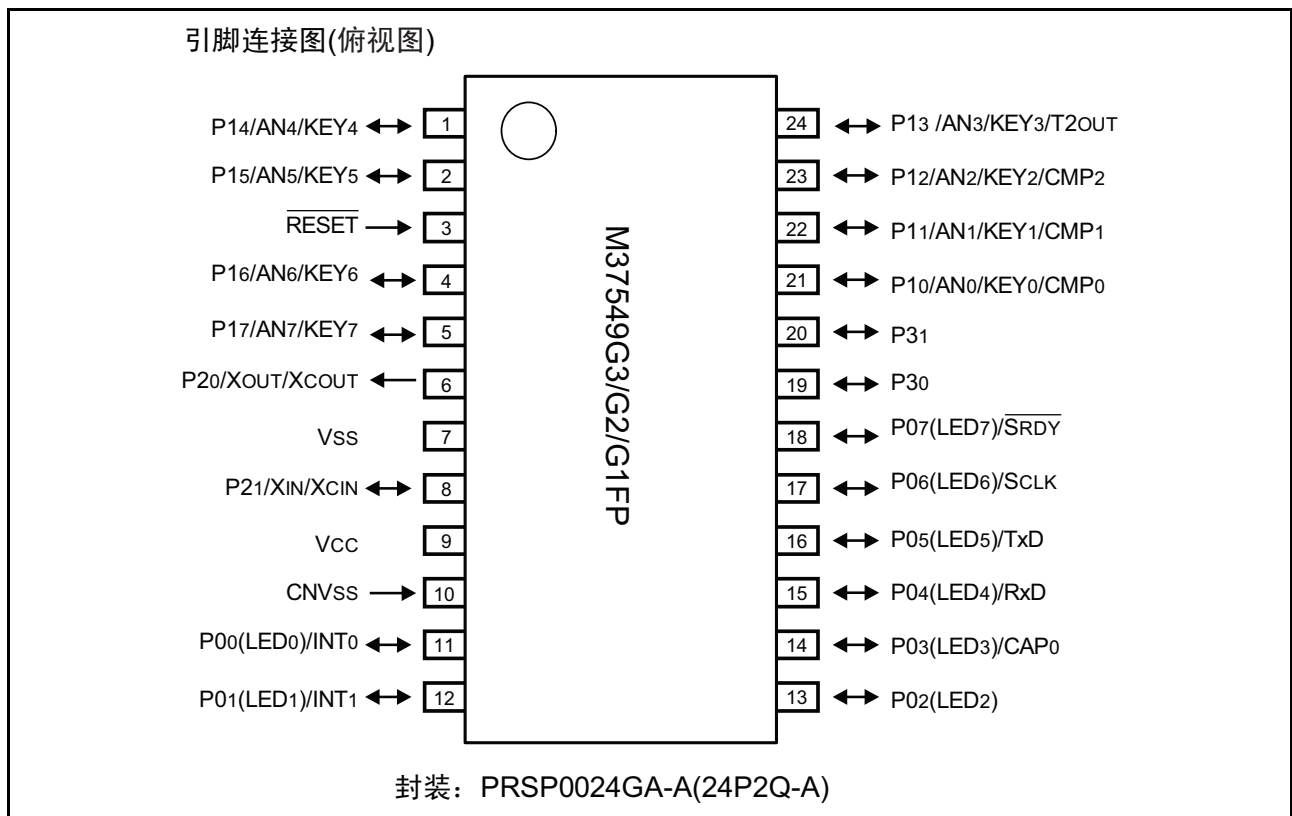 引脚连接图(俯视图)
P14/AN4/KEY4 1
P15/AN5/KEY5 2
RESET 3
P16/AN6/KEY6 4
P17/AN7/KEY7 5
P20/XOUT/XCOUT 6
VSS 7
P21/XIN/XCIN 8
VCC 9
CNVSS 10
P00(LED0)/INT0 11
P01(LED1)/INT1 12
M37549G3/G2/G1FP
24 P13 /AN3/KEY3/T2OUT
23 P12/AN2/KEY2/CMP2
22 P11/AN1/KEY1/CMP1
21 P10/AN0/KEY0/CMP0
20 P31
19 P30
18 P07(LED7)/SRDY
17 P06(LED6)/SCLK
16 P05(LED5)/TxD
15 P04(LED4)/RxD
14 P03(LED3)/CAP0
13 P02(LED2)
封装：PRSP0024GA-A(24P2Q-A)